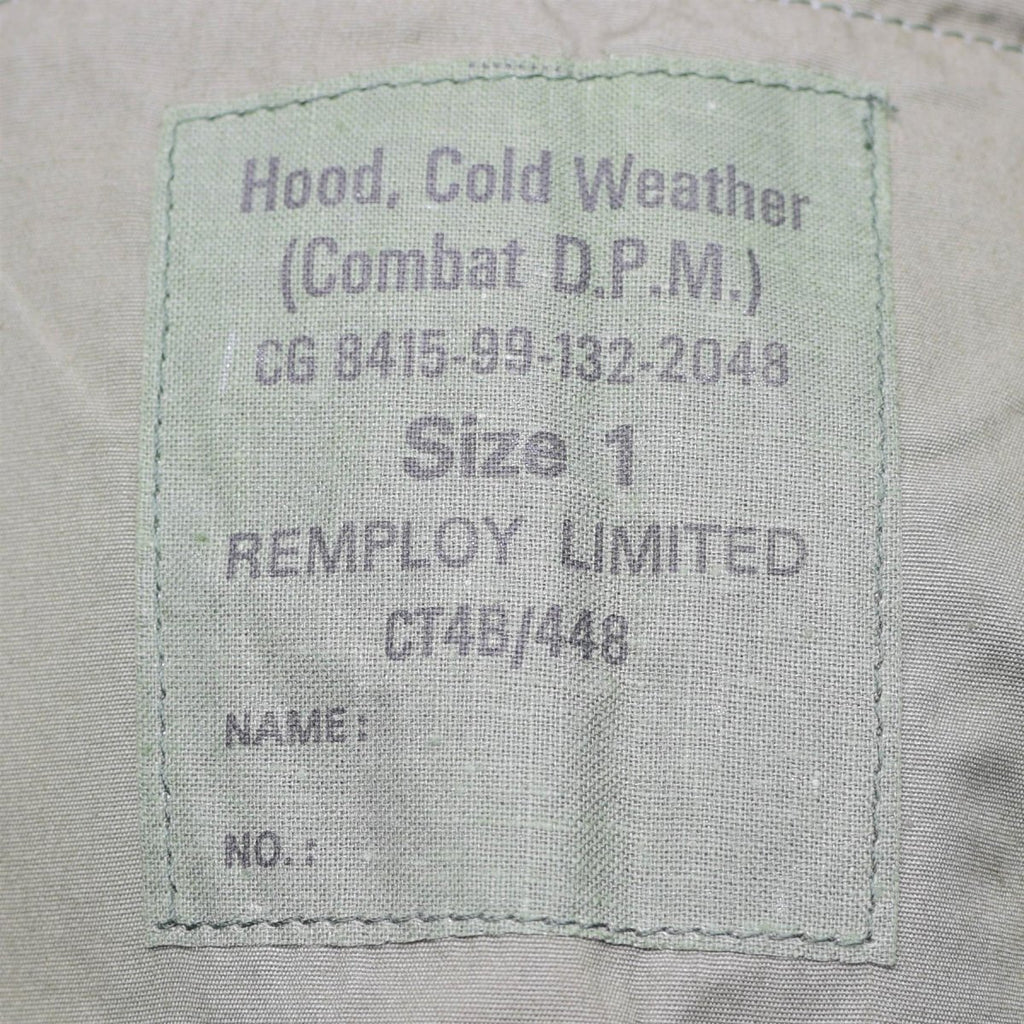 Hood, Cold Weather
(Combat D.P.M.)
CG 8415-99-132-2048
Size 1
REMPLOY LIMITED
CT4B/448
NAME:
NO.: